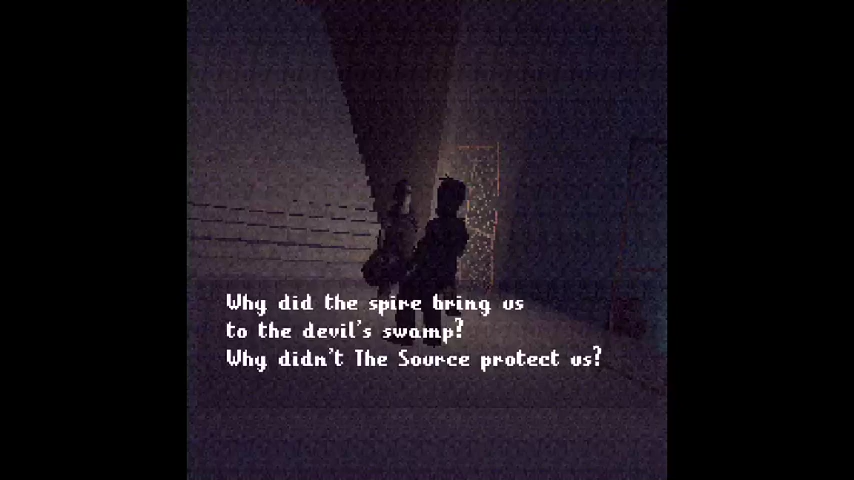 Why did the spire bring us
to the devil's swamp?
Why didn't The Source protect us?